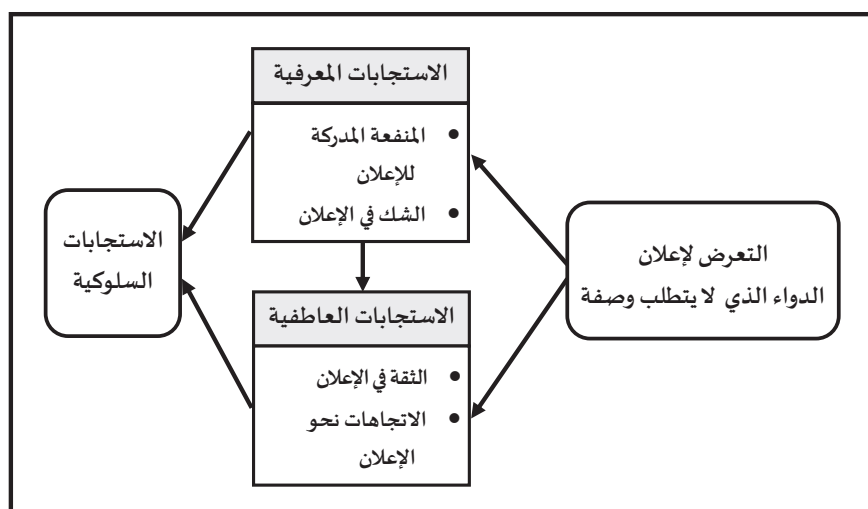 التعرض لإعلان
الدواء الذي لا يتطلب وصفة
الاستجابات المعرفية
المنفعة المدركة
للإعلان
الشك في الإعلان
الاستجابات العاطفية
الثقة في الإعلان
الاتجاهات نحو
الإعلان
الاستجابات
السلوكية